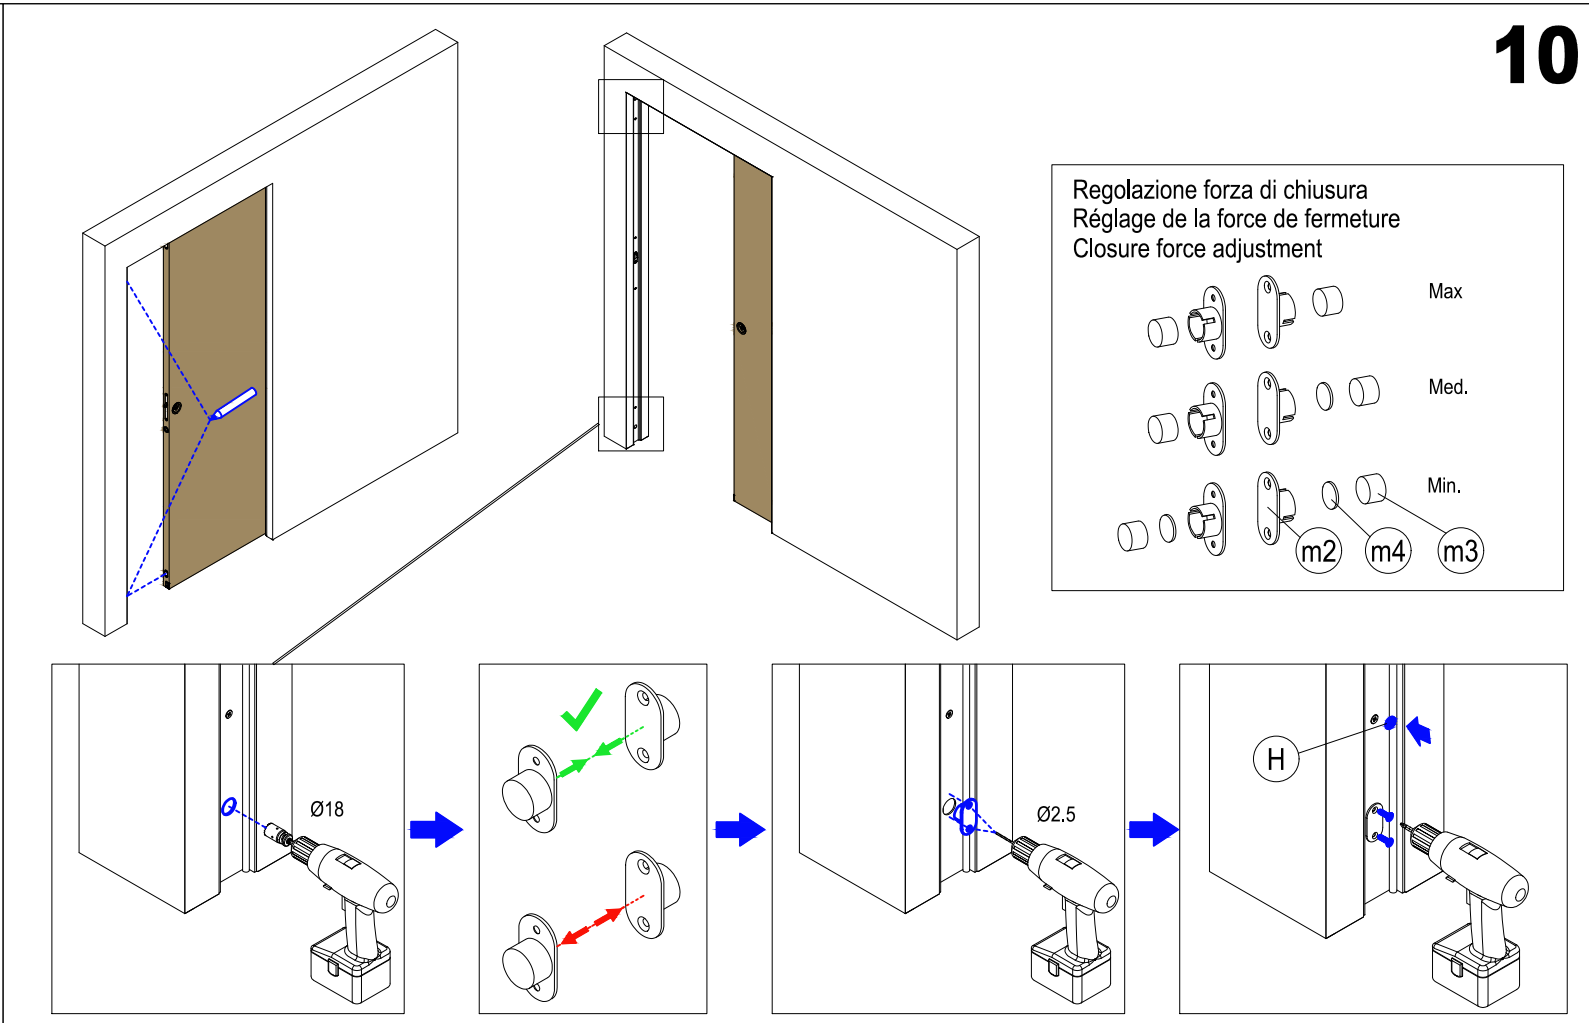 10
Regolazione forza di chiusura
Réglage de la force de fermeture
Closure force adjustment
Max
Med.
Min.
m2
m4
m3
Ø18
Ø2.5
H